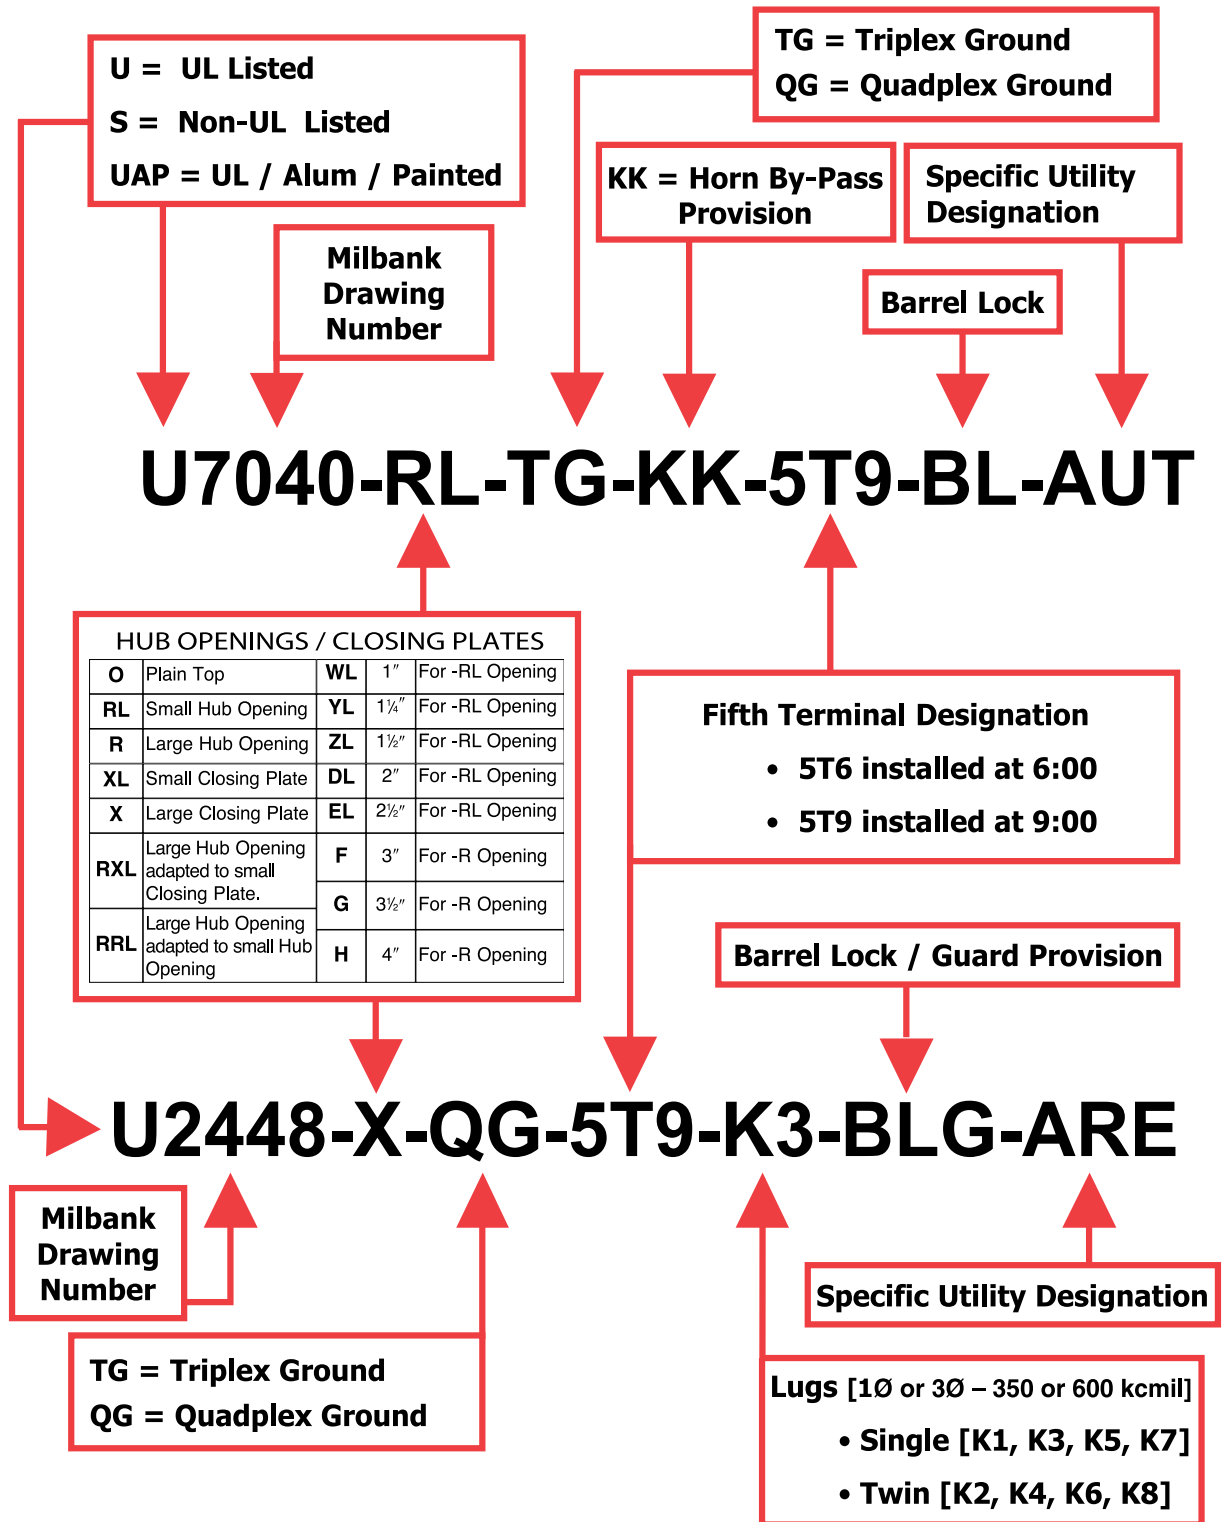 U = UL Listed
S = Non-UL Listed
UAP = UL / Alum / Painted
TG = Triplex Ground
QG = Quadplex Ground
KK = Horn By-Pass
Provision
Specific Utility
Designation
Milbank
Drawing
Number
Barrel Lock
U7040-RL-TG-KK-5T9-BL-AUT
HUB OPENINGS / CLOSING PLATES
O Plain Top WL 1″ For -RL Opening
RL Small Hub Opening YL 1¼″ For -RL Opening
R Large Hub Opening ZL 1½″ For -RL Opening
XL Small Closing Plate DL 2″ For -RL Opening
X Large Closing Plate EL 2½″ For -RL Opening
RXL Large Hub Opening
adapted to small
Closing Plate.
F 3″ For -R Opening
G 3½″ For -R Opening
RRL Large Hub Opening
adapted to small Hub
Opening
H 4″ For -R Opening
Fifth Terminal Designation
• 5T6 installed at 6:00
• 5T9 installed at 9:00
Barrel Lock / Guard Provision
U2448-X-QG-5T9-K3-BLG-ARE
Milbank
Drawing
Number
Specific Utility Designation
TG = Triplex Ground
QG = Quadplex Ground
Lugs [1Ø or 3Ø – 350 or 600 kcmil]
• Single [K1, K3, K5, K7]
• Twin [K2, K4, K6, K8]